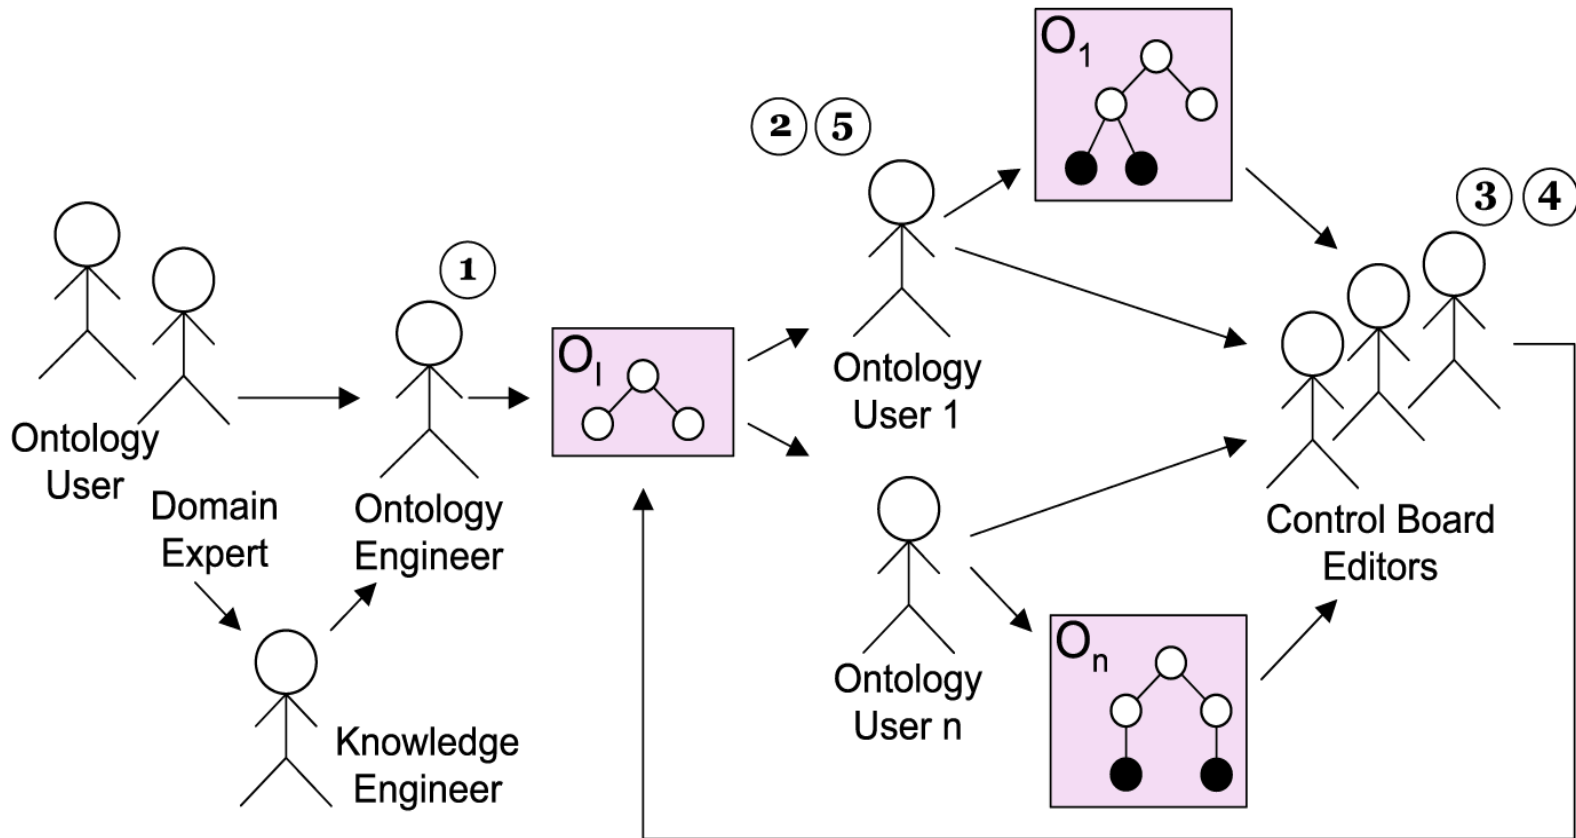 O1
2 5
3 4
1
OI
Ontology
User
Domain
Expert
Ontology
Engineer
Knowledge
Engineer
Ontology
User 1
Ontology
User n
On
Control Board
Editors